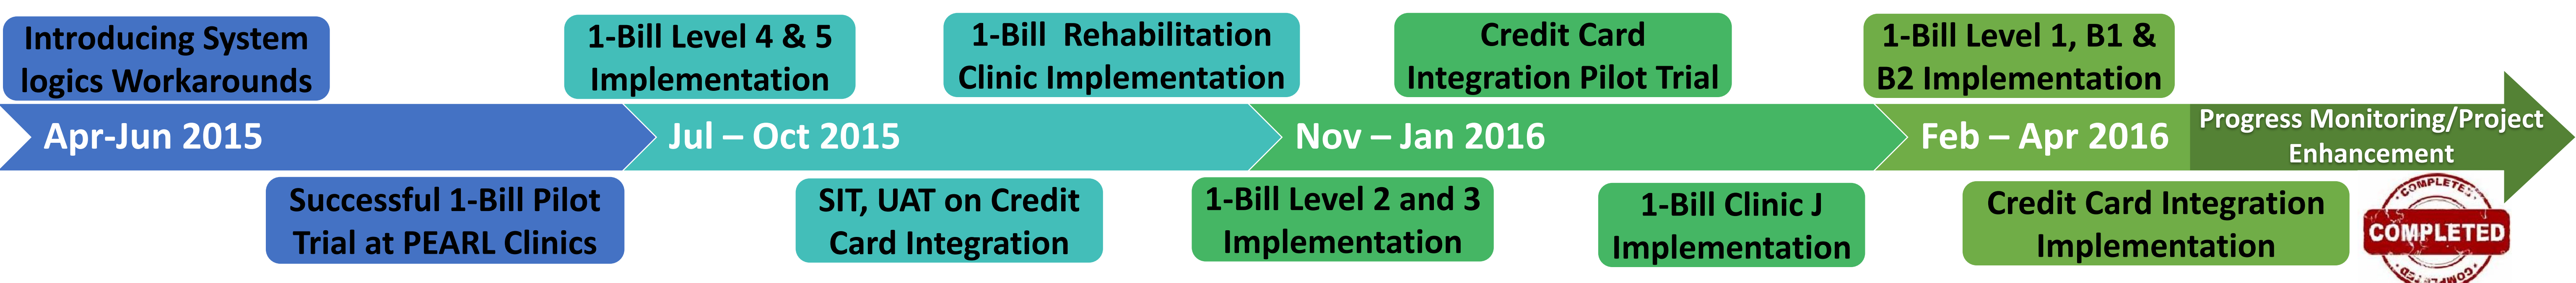 Introducing System
logics Workarounds
1-Bill Level 4 & 5
Implementation
1-Bill Rehabilitation
Clinic Implementation
Credit Card
Integration Pilot Trial
1-Bill Level 1, B1 &
B2 Implementation
Apr-Jun 2015
Jul – Oct 2015
Nov – Jan 2016
Feb – Apr 2016
Progress Monitoring/Project
Enhancement
Successful 1-Bill Pilot
Trial at PEARL Clinics
SIT, UAT on Credit
Card Integration
1-Bill Level 2 and 3
Implementation
1-Bill Clinic J
Implementation
Credit Card Integration
Implementation
COMPLETED
COMPLETED
COMPLETED